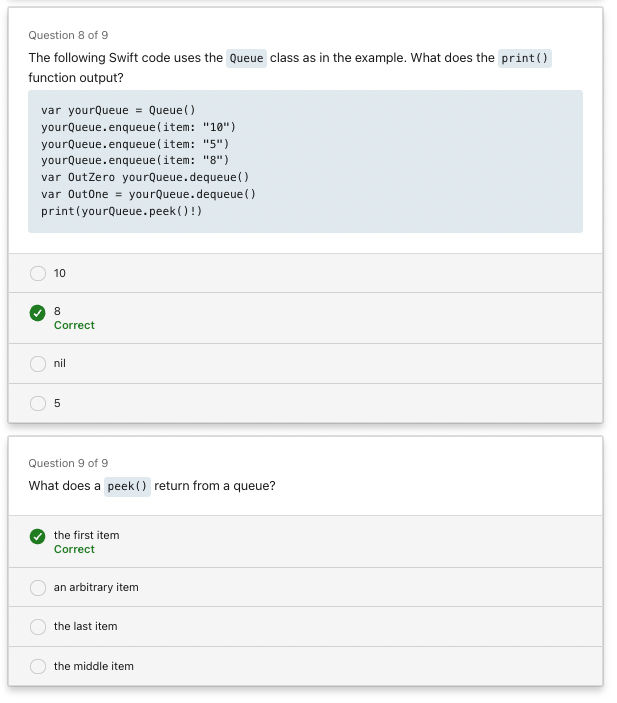 Question 8 of 9
The following Swift code uses the Queue class as in the example. What does the print()
function output?
var yourQueue = Queue()
yourQueue.enqueue(item: "10")
yourQueue.enqueue(item: "5")
yourQueue.enqueue(item: "8")
var OutZero yourQueue.dequeue()
var OutOne = yourQueue.dequeue()
print(yourQueue.peek()!)
10
8
Correct
nil
5
Question 9 of 9
What does a peek() return from a queue?
the first item
Correct
an arbitrary item
the last item
the middle item